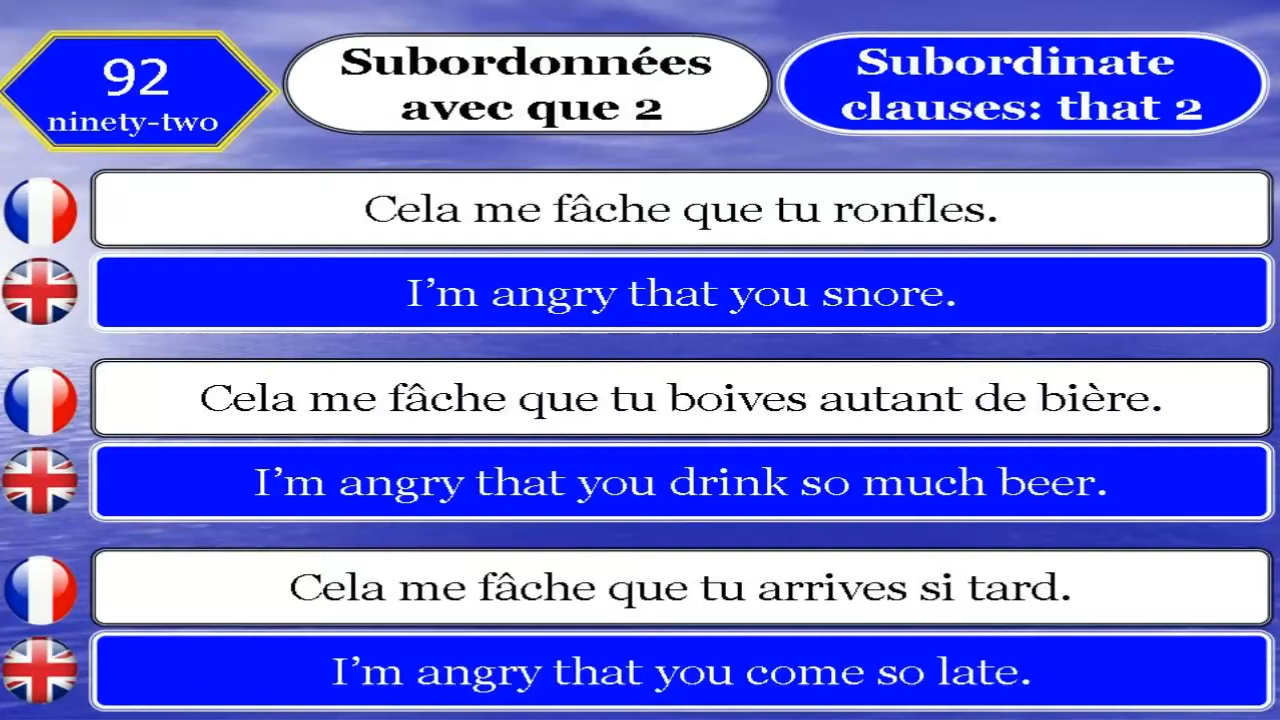 92
ninety-two
Subordonnées
avec que 2
Subordinate
clauses: that 2
Cela me fâche que tu ronfles.
I’m angry that you snore.
Cela me fâche que tu boives autant de bière.
I’m angry that you drink so much beer.
Cela me fâche que tu arrives si tard.
I’m angry that you come so late.